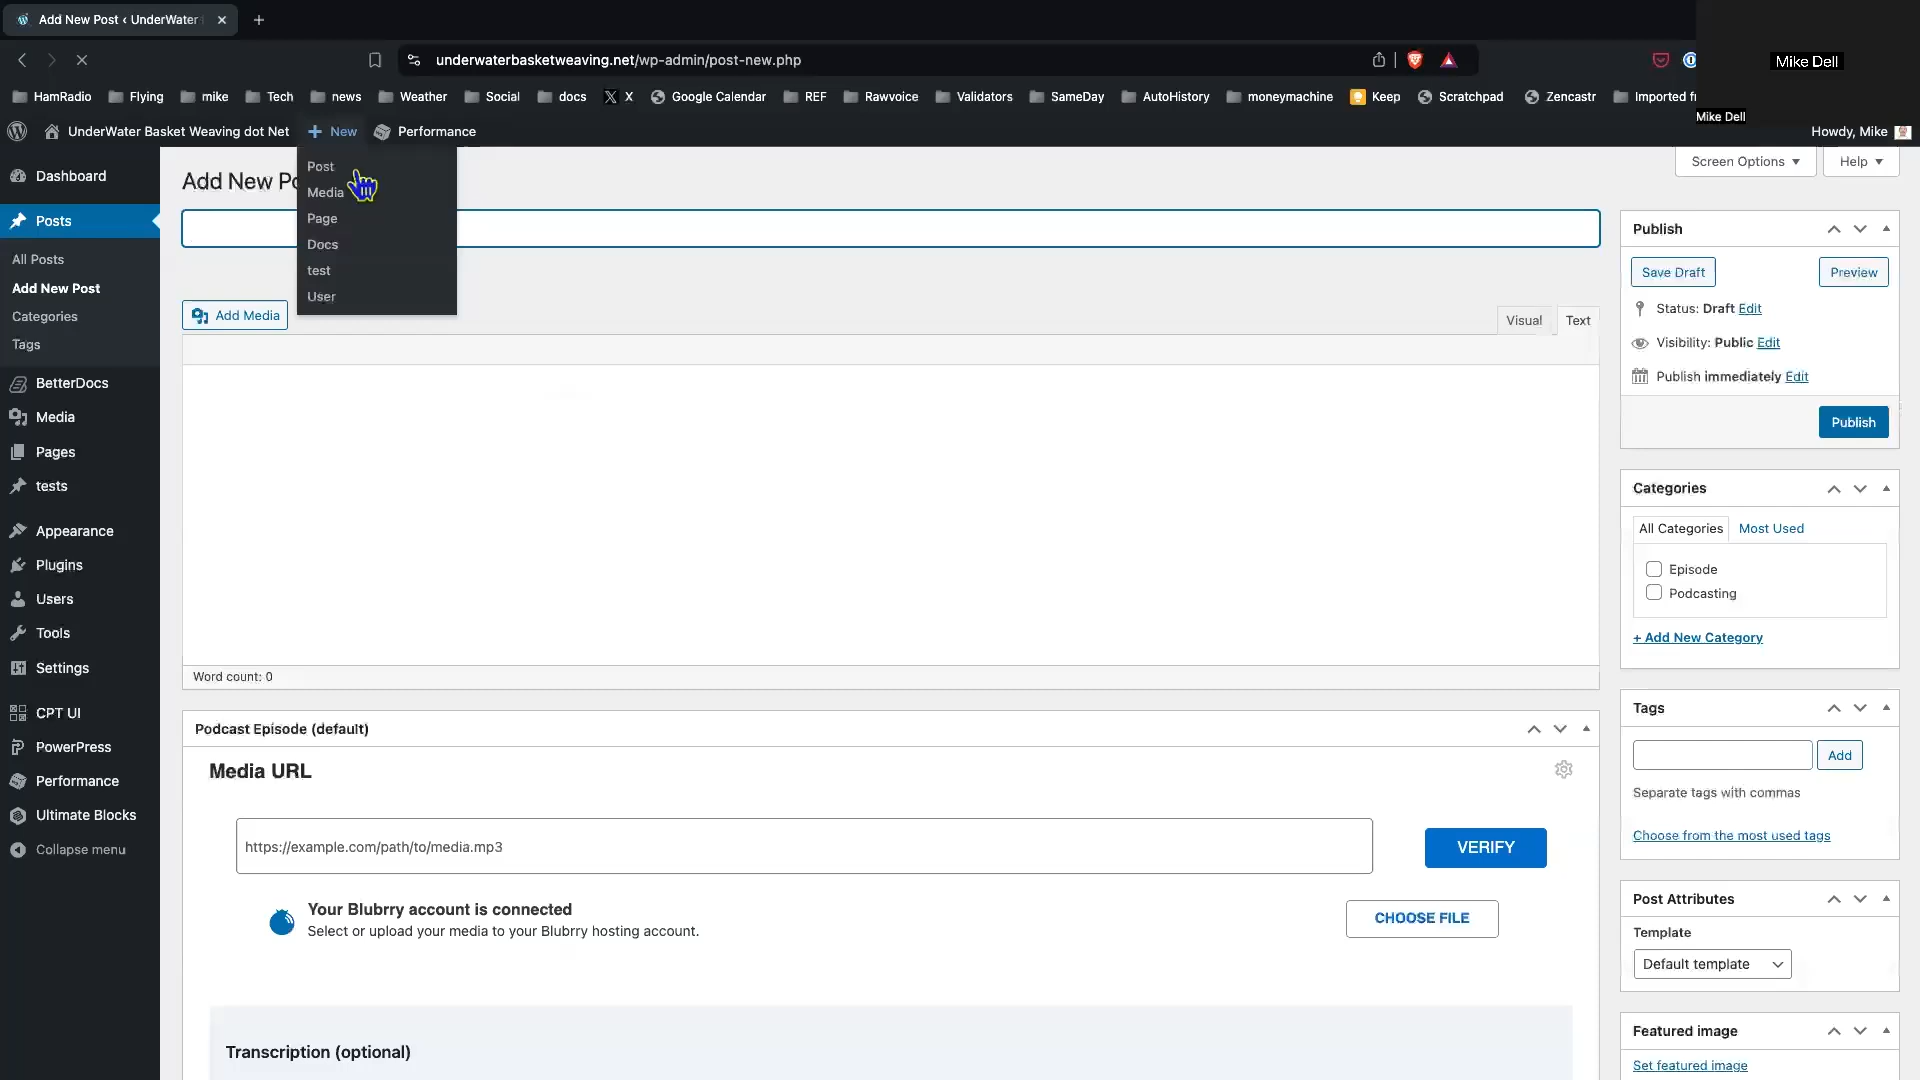 Add New Post ‹ UnderWater
underwaterbasketweaving.net/wp-admin/post-new.php
Mike Dell
HamRadio
Flying
mike
Tech
news
Weather
Social
docs
X
Google Calendar
REF
Rawvoice
Validators
SameDay
AutoHistory
moneymachine
Keep
Scratchpad
Zencastr
Imported
Mike Dell
UnderWater Basket Weaving dot Net
New
Performance
Howdy, Mike
Screen Options
Help
Dashboard
Posts
All Posts
Add New Post
Categories
Tags
BetterDocs
Media
Pages
tests
Appearance
Plugins
Users
Tools
Settings
CPT UI
PowerPress
Performance
Ultimate Blocks
Collapse menu
Add New Po
Post
Media
Page
Docs
test
User
Add Media
Visual
Text
Word count: 0
Podcast Episode (default)
Media URL
https://example.com/path/to/media.mp3
VERIFY
Your Blubrry account is connected
Select or upload your media to your Blubrry hosting account.
CHOOSE FILE
Transcription (optional)
Publish
Save Draft
Preview
Status: Draft Edit
Visibility: Public Edit
Publish immediately Edit
Publish
Categories
All Categories
Most Used
Episode
Podcasting
+ Add New Category
Tags
Add
Separate tags with commas
Choose from the most used tags
Post Attributes
Template
Default template
Featured image
Set featured image